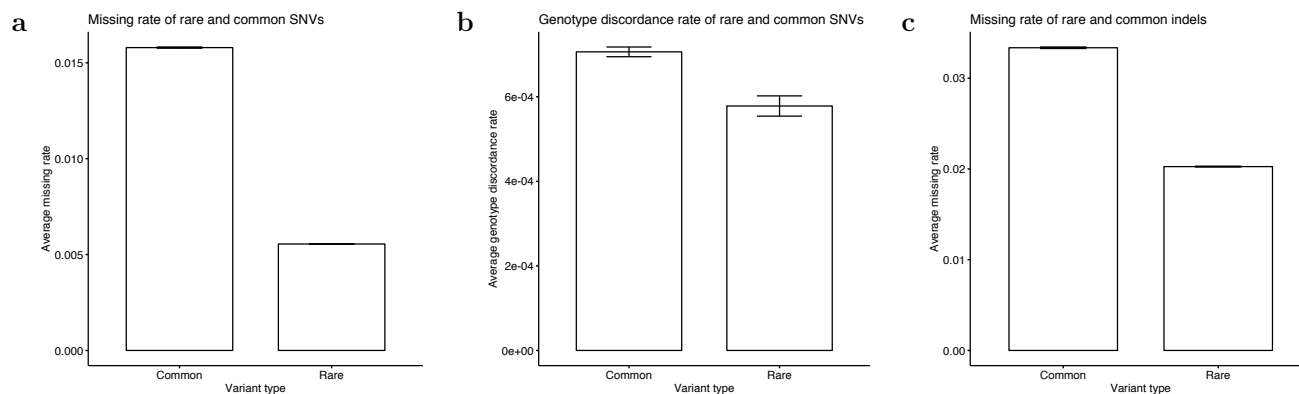 a
Missing rate of rare and common SNVs
Average missing rate
0.015
0.010
0.005
0.000
Common
Rare
Variant type
b
Genotype discordance rate of rare and common SNVs
Average genotype discordance rate
6e-04
4e-04
2e-04
0e+00
Common
Rare
Variant type
c
Missing rate of rare and common indels
Average missing rate
0.03
0.02
0.01
0.00
Common
Rare
Variant type